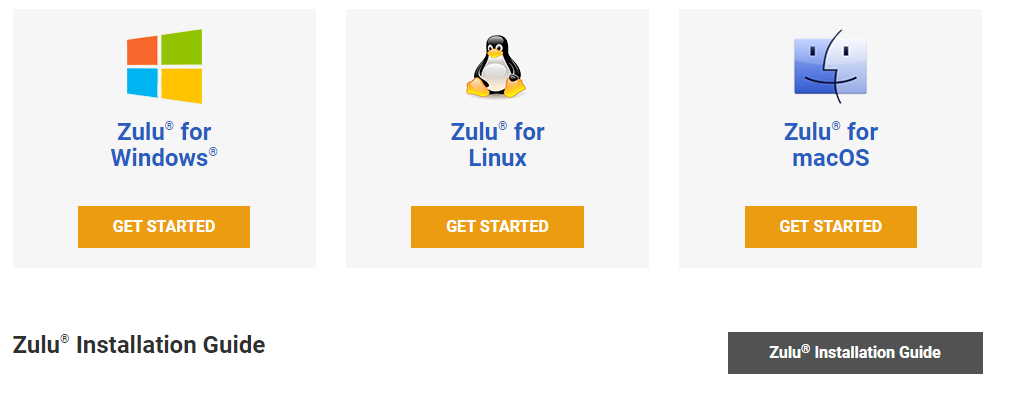 Zulu® for
Windows®
GET STARTED
Zulu® for
Linux
GET STARTED
Zulu® for
macOS
GET STARTED
Zulu® Installation Guide
Zulu® Installation Guide